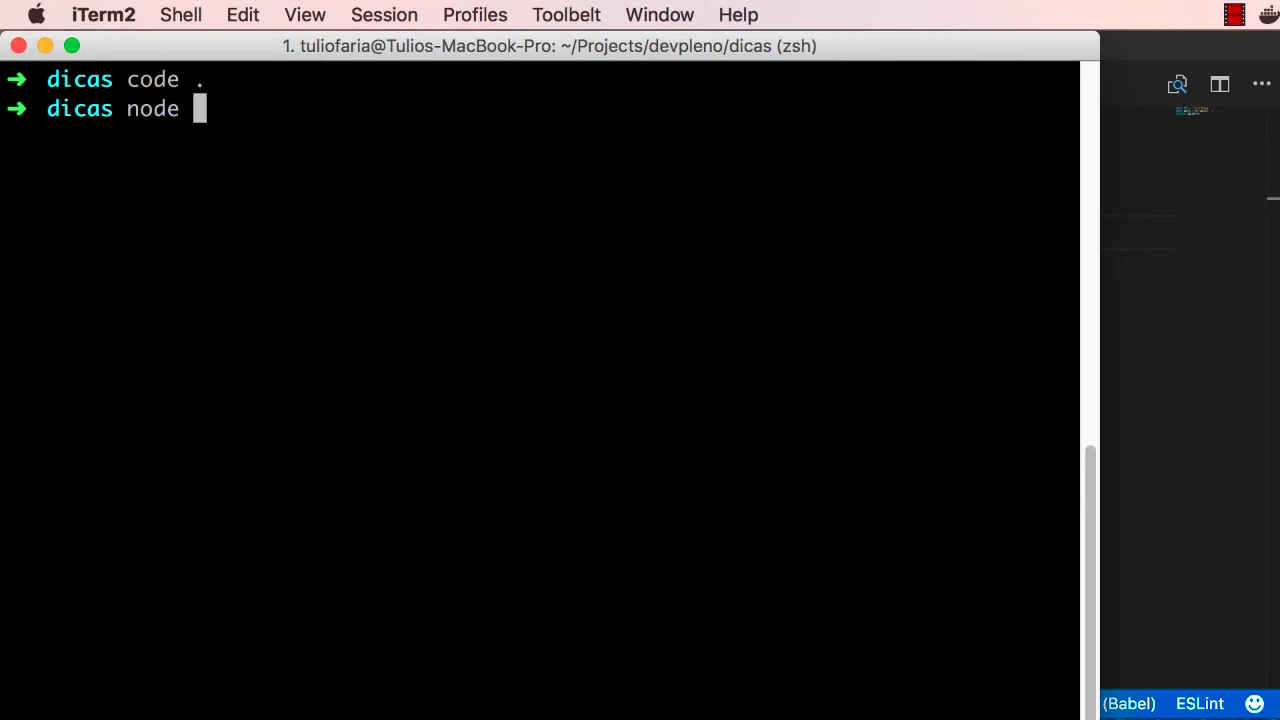 iTerm2 Shell Edit View Session Profiles Toolbelt Window Help
1. tuliofaria@Tulios-MacBook-Pro: ~/Projects/devpleno/dicas (zsh)
➜ dicas code .
➜ dicas node
(Babel) ESLint